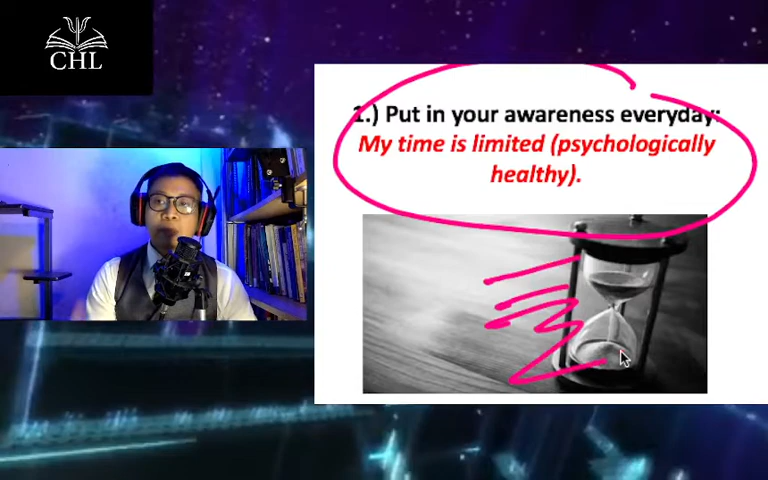 CHL
1.) Put in your awareness everyday:
My time is limited (psychologically
healthy).